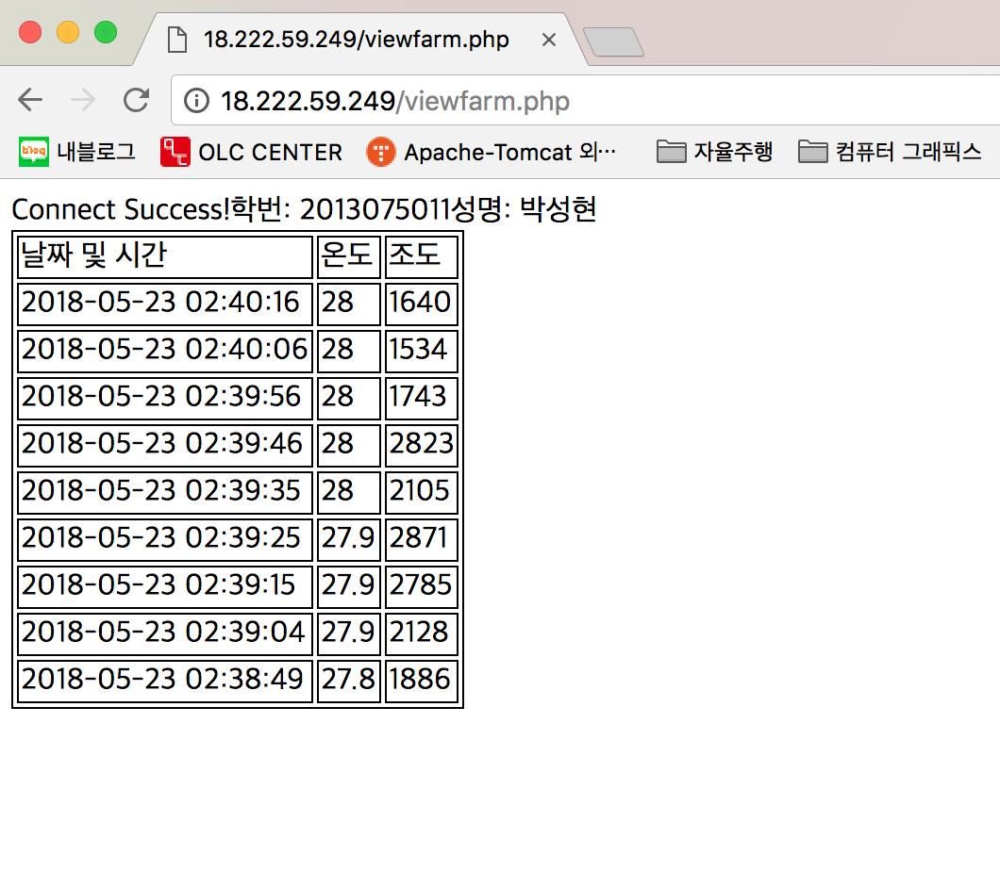 18.222.59.249/viewfarm.php
18.222.59.249/viewfarm.php
blog 내블로그 OLC CENTER Apache-Tomcat 외… 자율주행 컴퓨터 그래픽스
Connect Success!학번: 2013075011성명: 박성현
날짜 및 시간 온도 조도
2018-05-23 02:40:16 28 1640
2018-05-23 02:40:06 28 1534
2018-05-23 02:39:56 28 1743
2018-05-23 02:39:46 28 2823
2018-05-23 02:39:35 28 2105
2018-05-23 02:39:25 27.9 2871
2018-05-23 02:39:15 27.9 2785
2018-05-23 02:39:04 27.9 2128
2018-05-23 02:38:49 27.8 1886